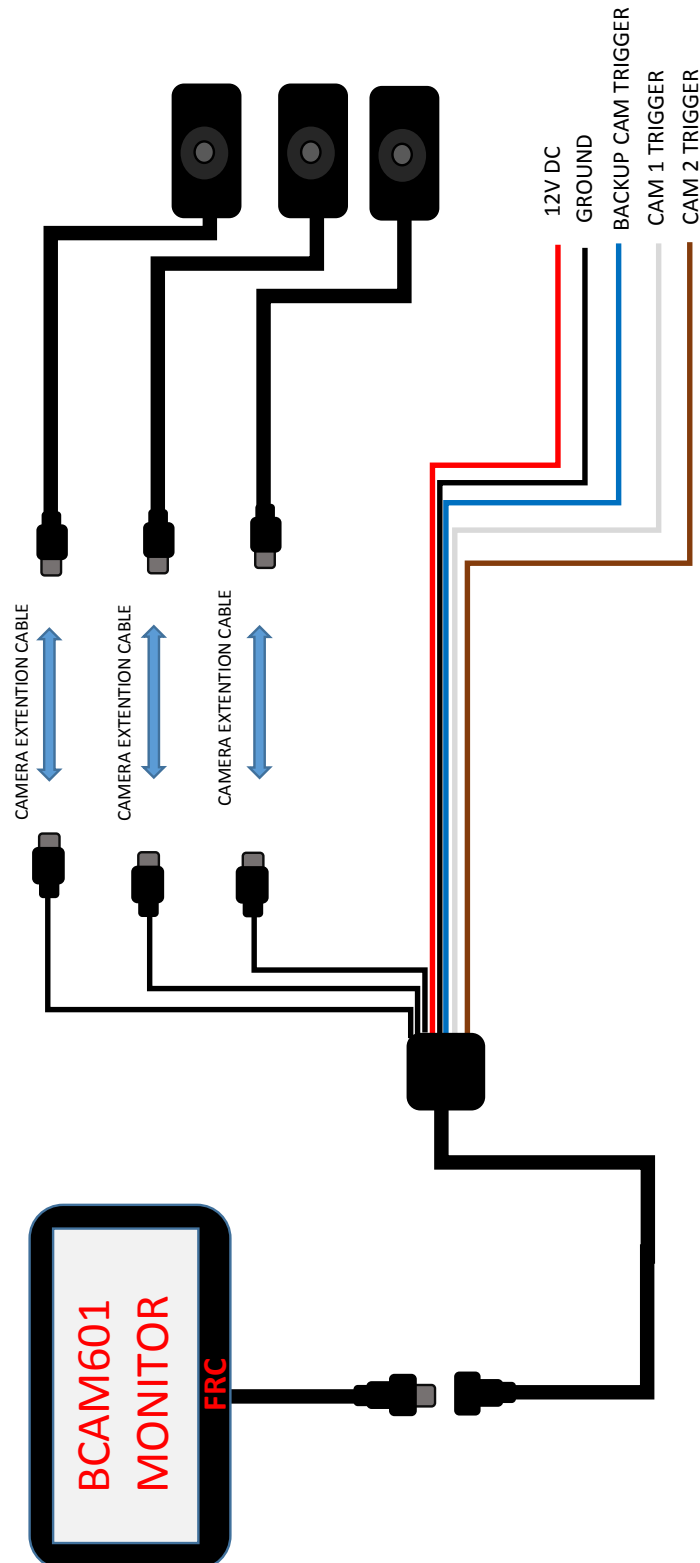 12V DC
GROUND
BACKUP CAM TRIGGER
CAM 1 TRIGGER
CAM 2 TRIGGER
CAMERA EXTENTION CABLE
CAMERA EXTENTION CABLE
CAMERA EXTENTION CABLE
BCAM601
MONITOR
FRC